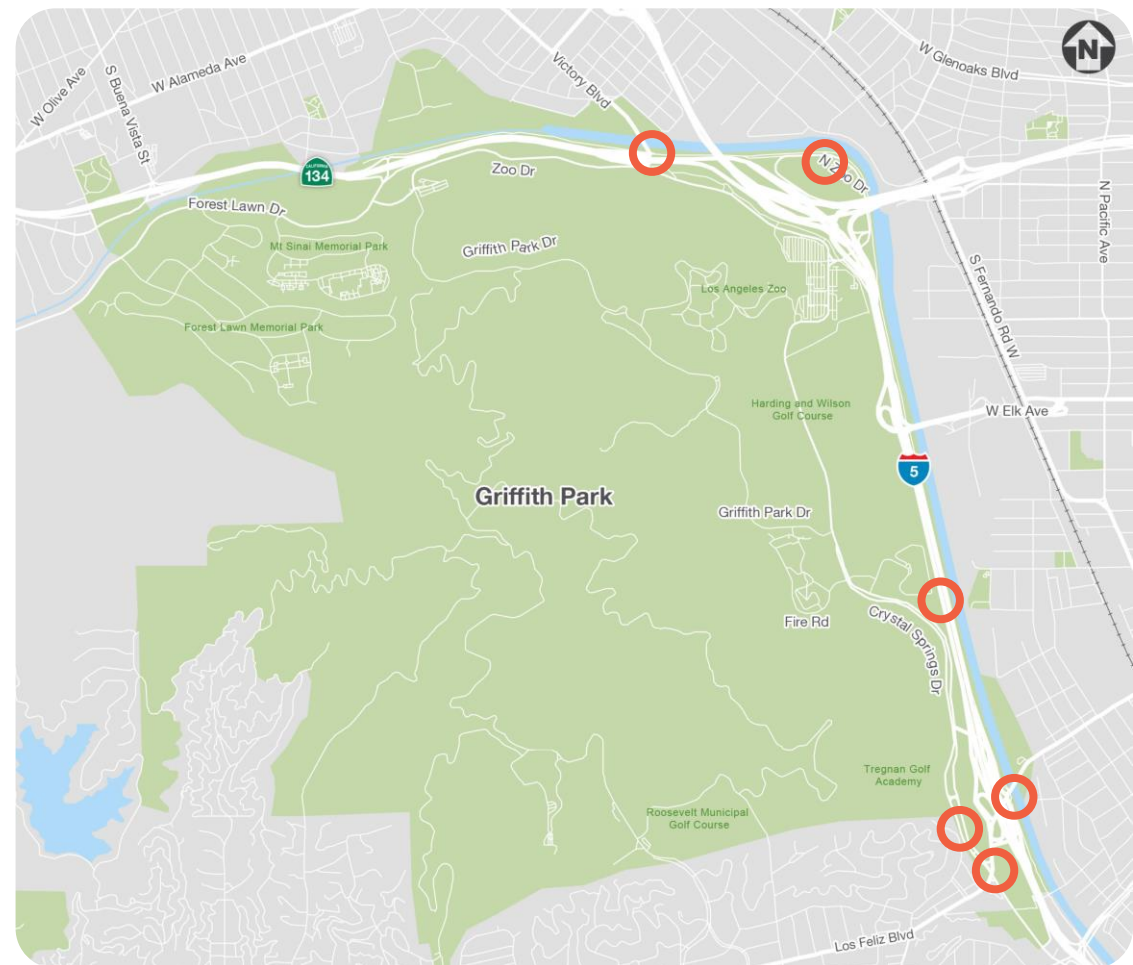 N
W Olive Ave
S Buena Vista St
W Alameda Ave
Victory Blvd
W Glenoaks Blvd
CALIFORNIA
134
Zoo Dr
N Zoo Dr
N Pacific Ave
Forest Lawn Dr
Griffith Park Dr
Mt Sinai Memorial Park
Los Angeles Zoo
S Fernando Rd W
Forest Lawn Memorial Park
Harding and Wilson
Golf Course
W Elk Ave
5
Griffith Park
Griffith Park Dr
Fire Rd
Crystal Springs Dr
Tregnan Golf
Academy
Roosevelt Municipal
Golf Course
Los Feliz Blvd